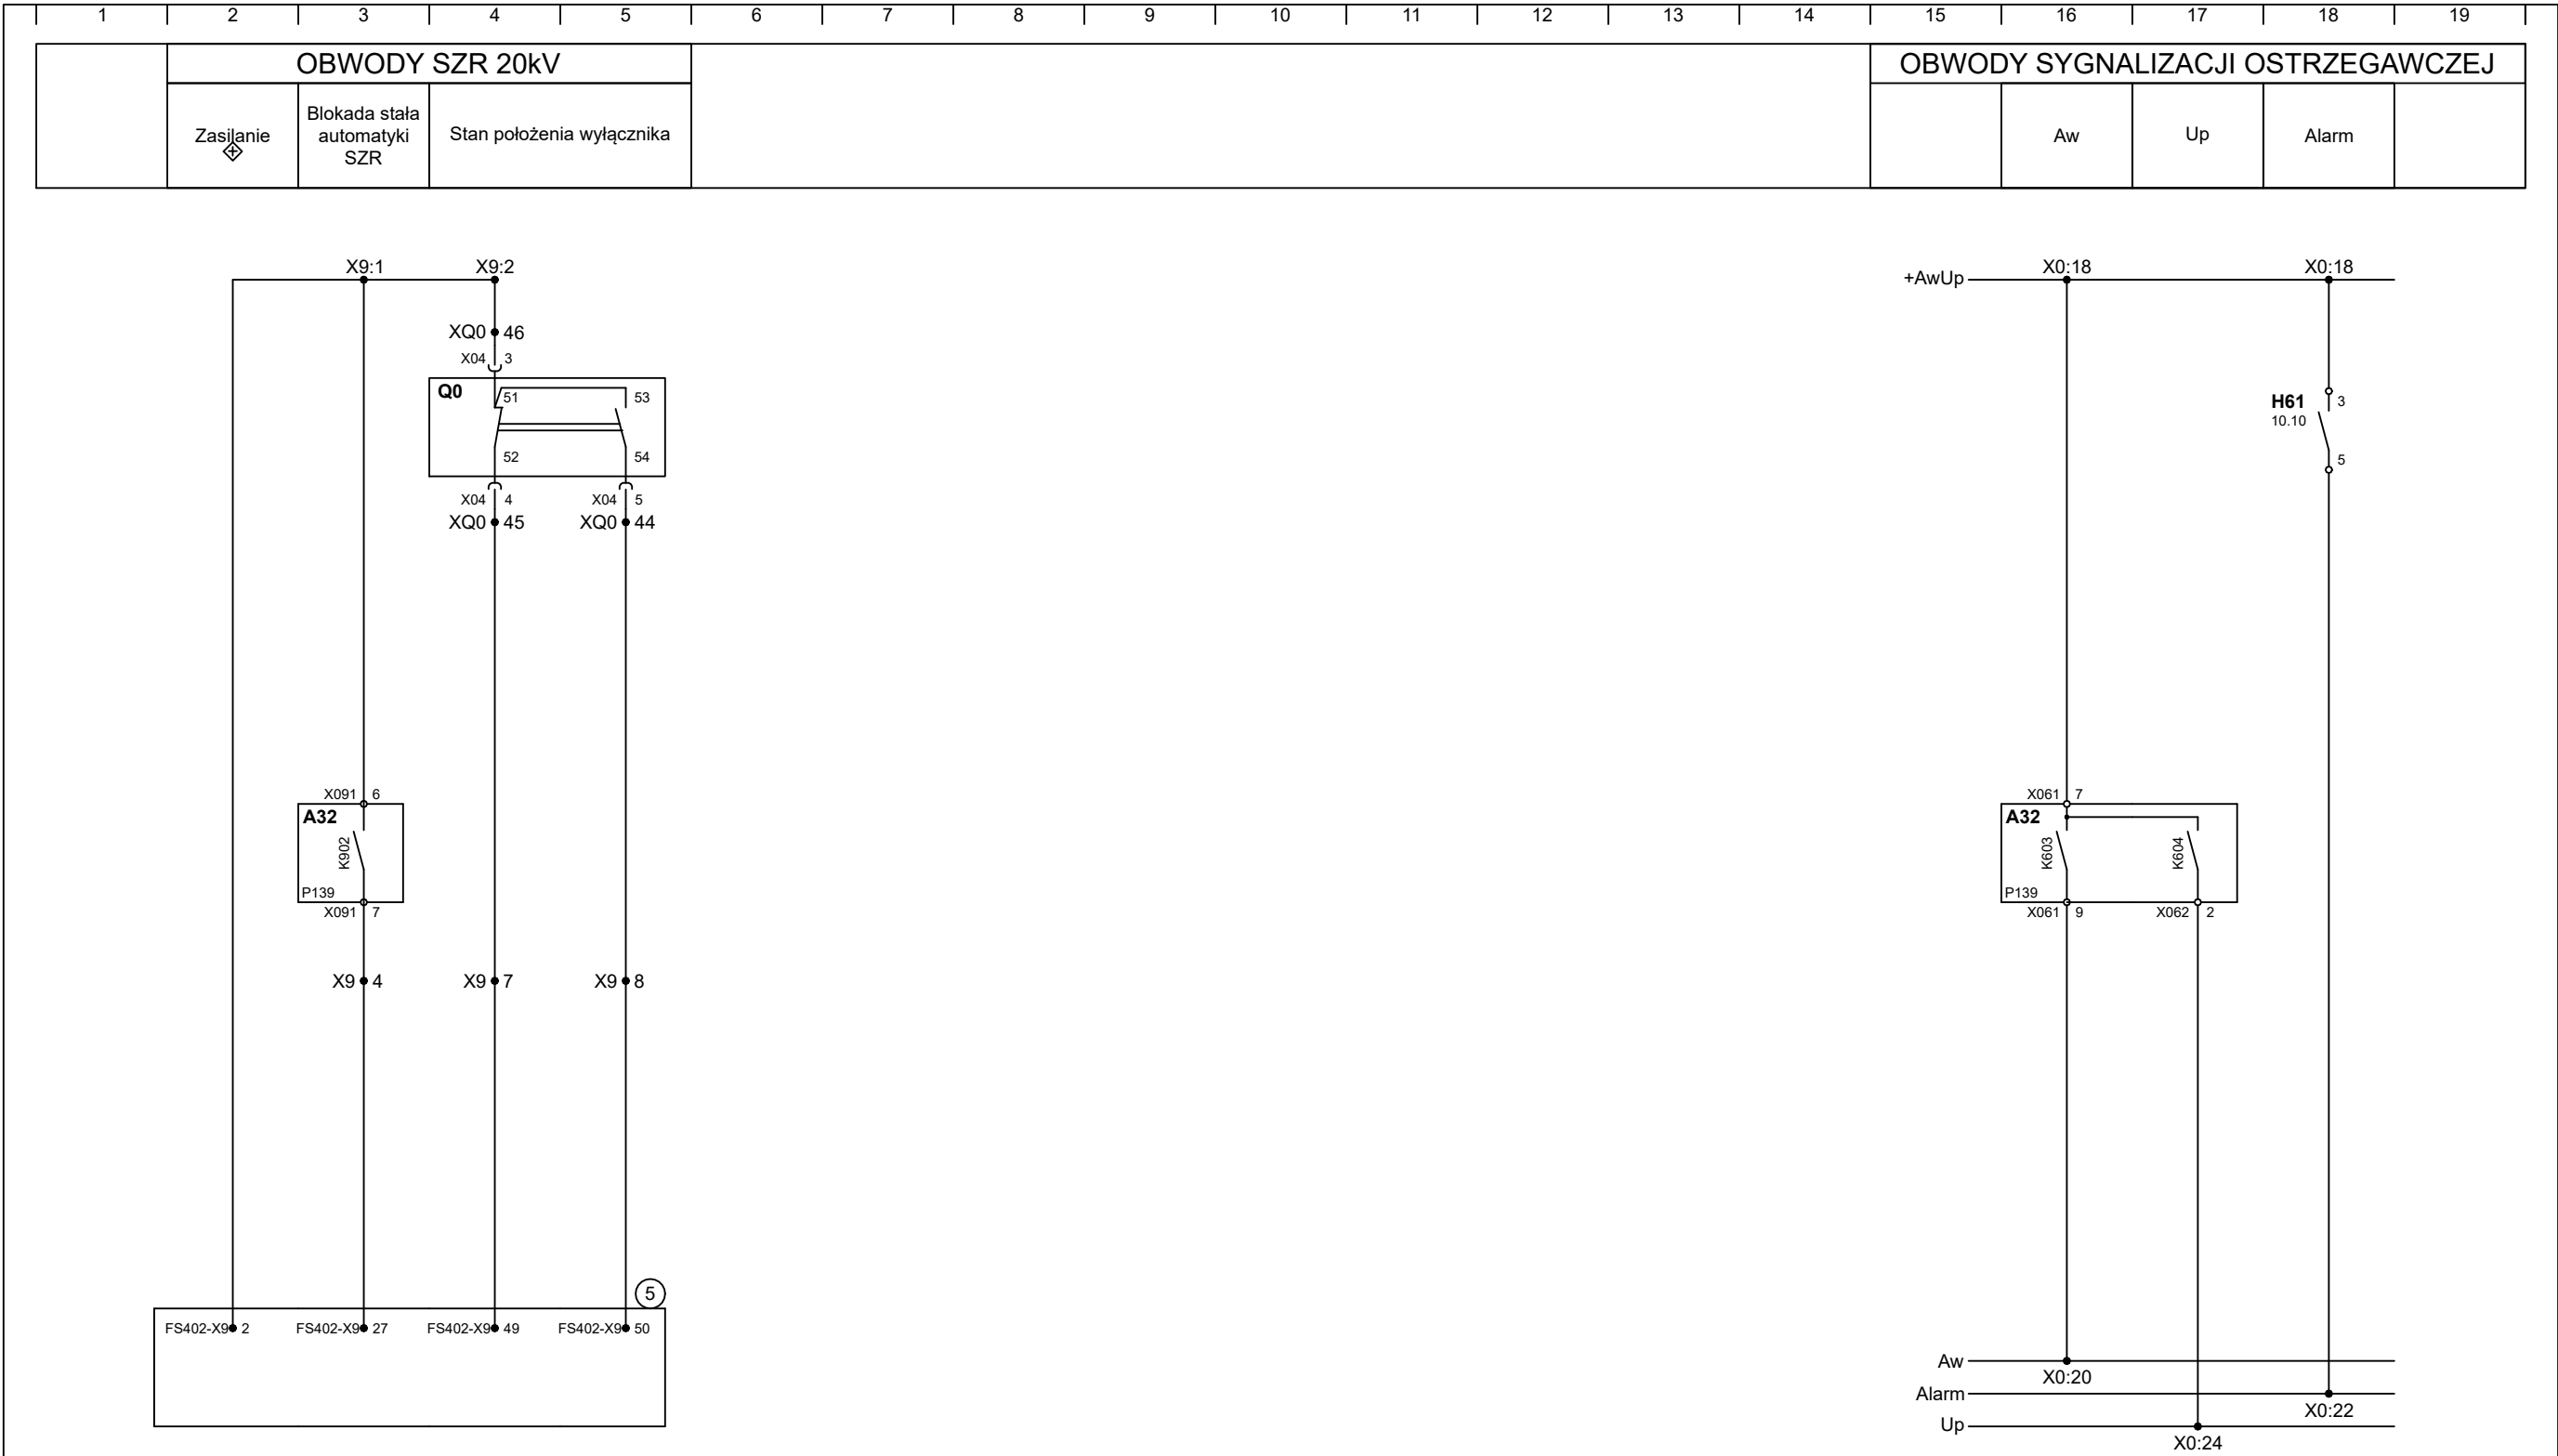 1 2 3 4 5 6 7 8 9 10 11 12 13 14 15 16 17 18 19
OBWODY SZR 20kV
OBWODY SYGNALIZACJI OSTRZEGAWCZEJ
Zasilanie
Blokada stała
automatyki
SZR
Stan położenia wyłącznika
Aw
Up
Alarm
X9:1
X9:2
XQ0 46
X04 3
Q0
51
53
52
54
X04 4
X04 5
XQ0 45
XQ0 44
X091 6
A32
K902
P139
X091 7
X9 4
X9 7
X9 8
5
FS402-X9 2
FS402-X9 27
FS402-X9 49
FS402-X9 50
+AwUp
X0:18
X0:18
H61
10.10
3
5
X061 7
A32
K603
K604
P139
X061 9
X062 2
Aw
X0:20
Alarm
X0:22
Up
X0:24